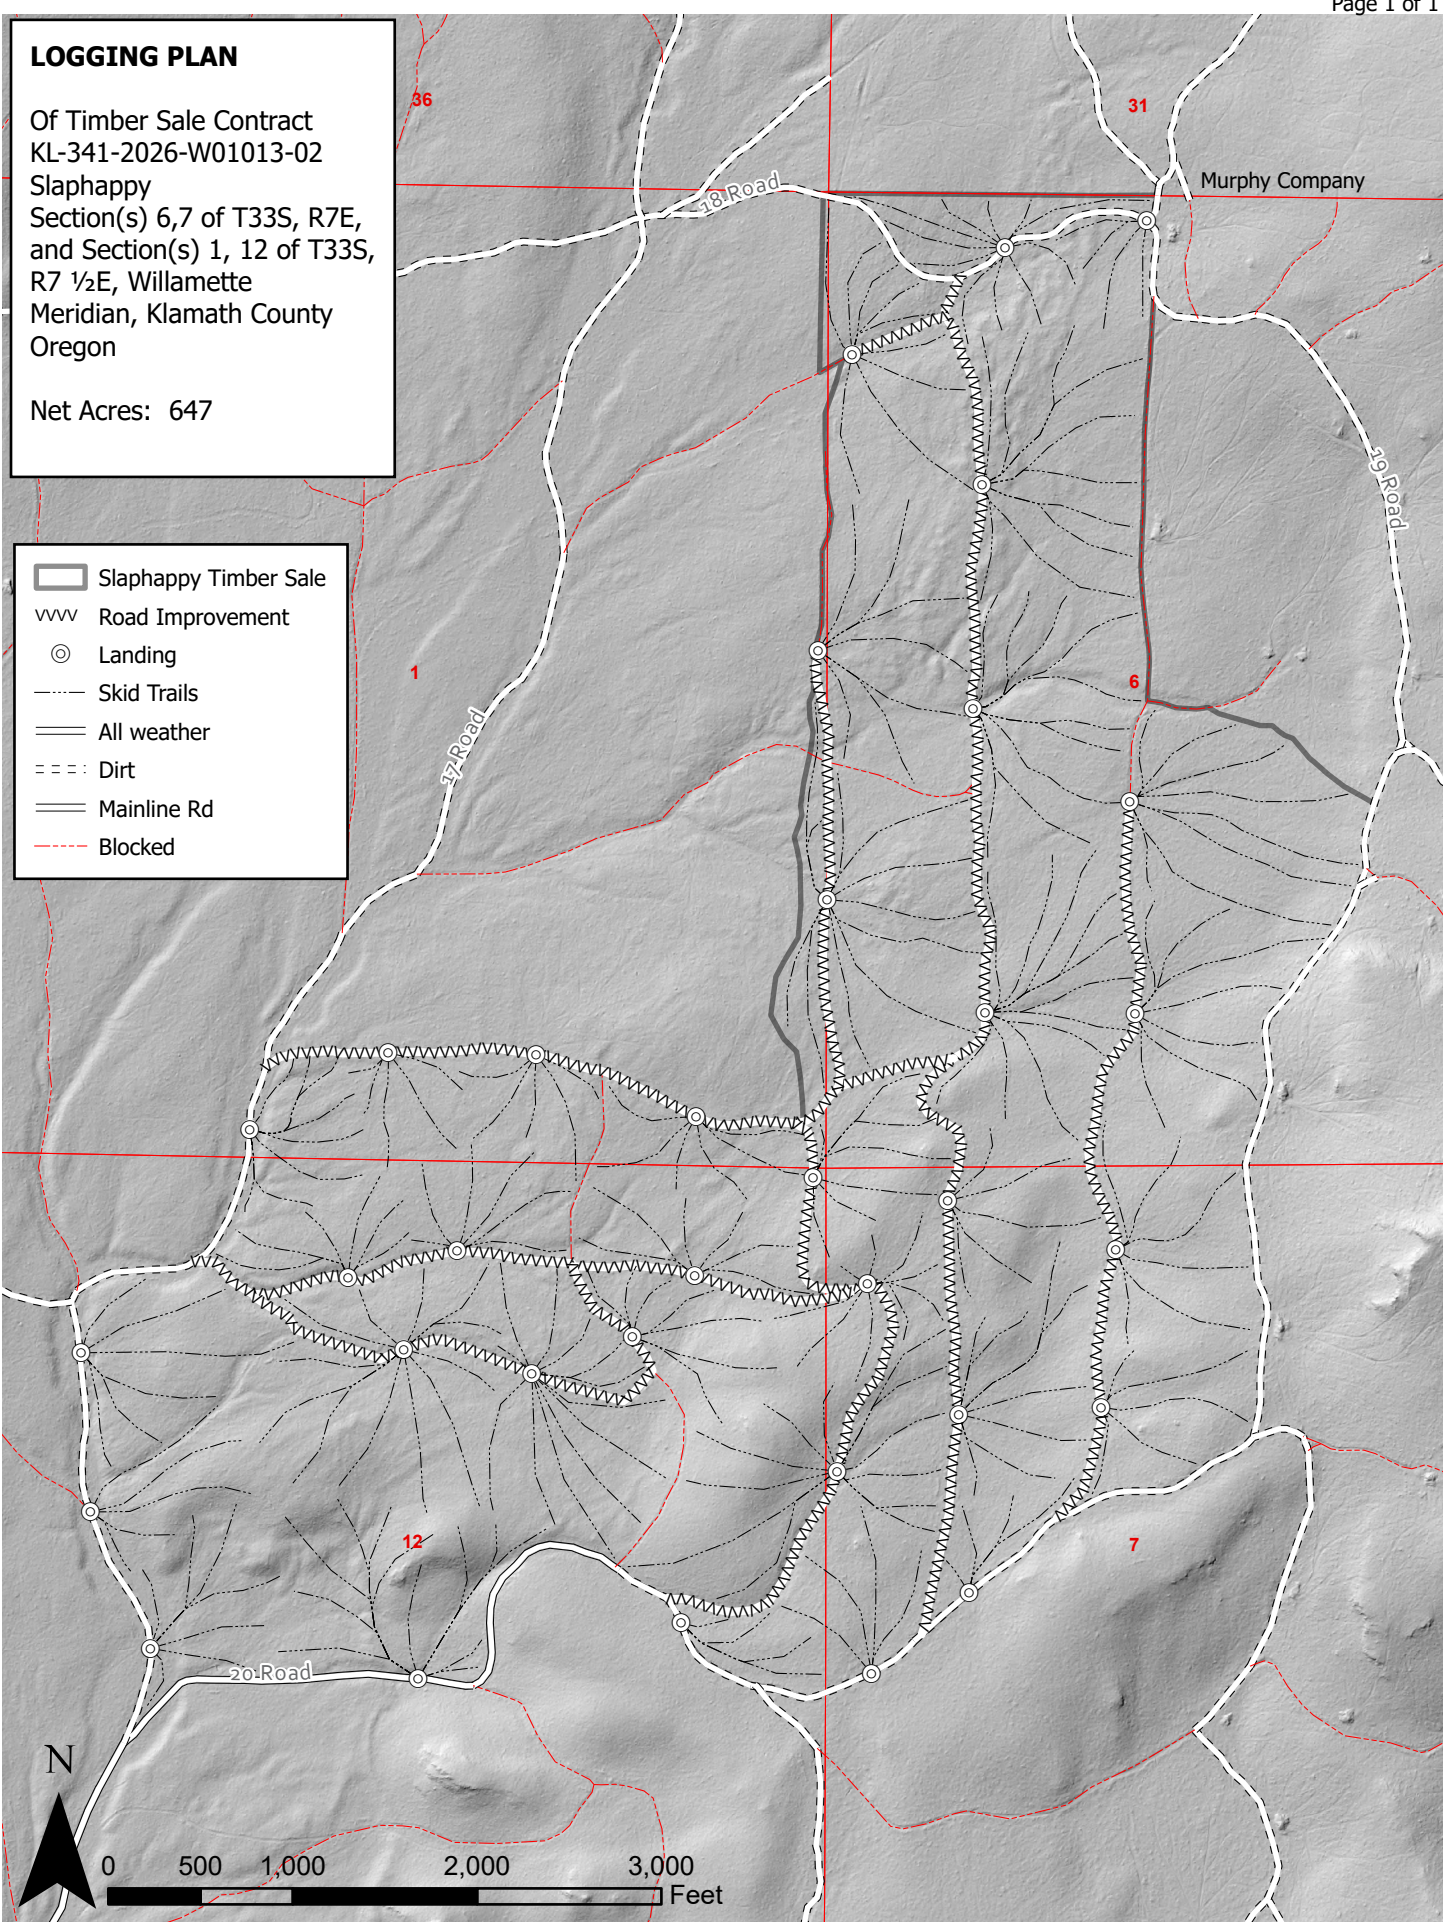 Page 1 of 1
LOGGING PLAN
Of Timber Sale Contract
KL-341-2026-W01013-02
Slaphappy
Section(s) 6,7 of T33S, R7E,
and Section(s) 1, 12 of T33S,
R7 ½E, Willamette
Meridian, Klamath County
Oregon
Net Acres: 647
36
31
Murphy Company
18 Road
19 Road
Slaphappy Timber Sale
Road Improvement
Landing
Skid Trails
All weather
Dirt
Mainline Rd
Blocked
1
6
17 Road
12
7
20 Road
N
0 500 1,000 2,000 3,000
Feet